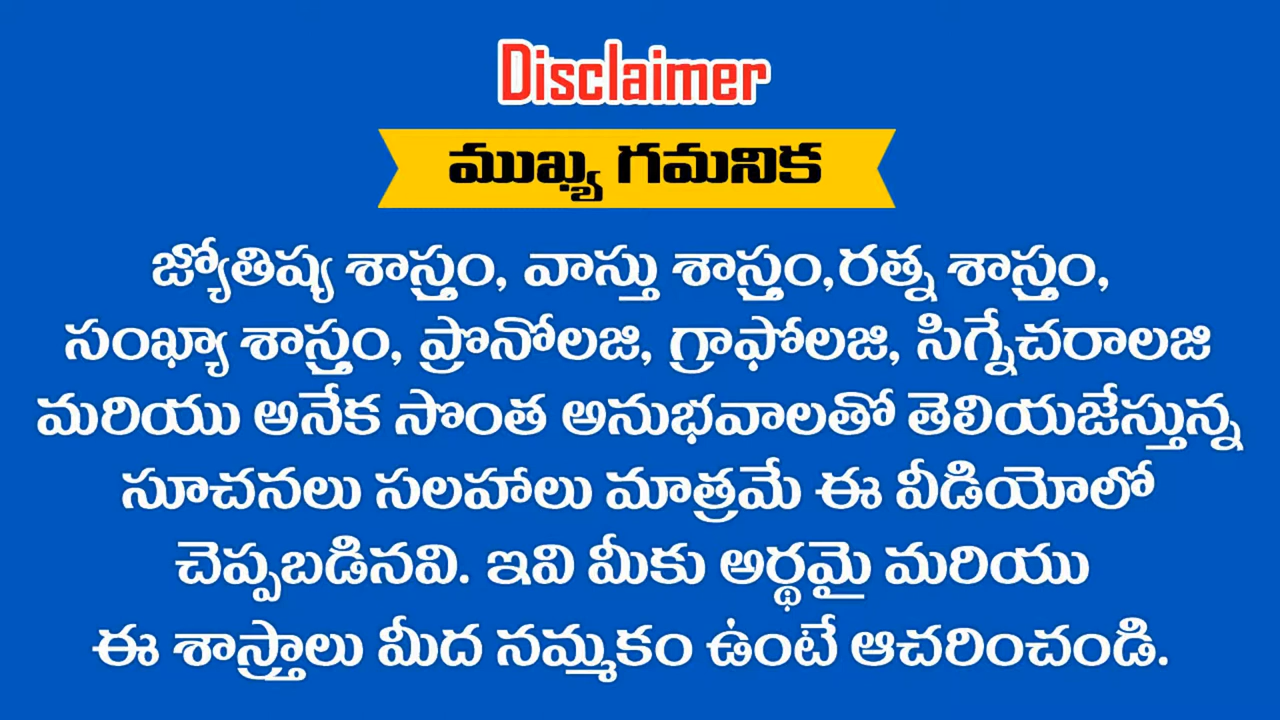 Disclaimer
ముఖ్య గమనిక
జ్యోతిష్య శాస్త్రం, వాస్తు శాస్త్రం,రత్న శాస్త్రం,
సంఖ్యా శాస్త్రం, ప్రొనోలజి, గ్రాఫోలజి, సిగ్నేచరాలజి
మరియు అనేక సొంత అనుభవాలతో తెలియజేస్తున్న
సూచనలు సలహాలు మాత్రమే ఈ వీడియోలో
చెప్పబడినవి. ఇవి మీకు అర్థమై మరియు
ఈ శాస్త్రాలు మీద నమ్మకం ఉంటే ఆచరించండి.